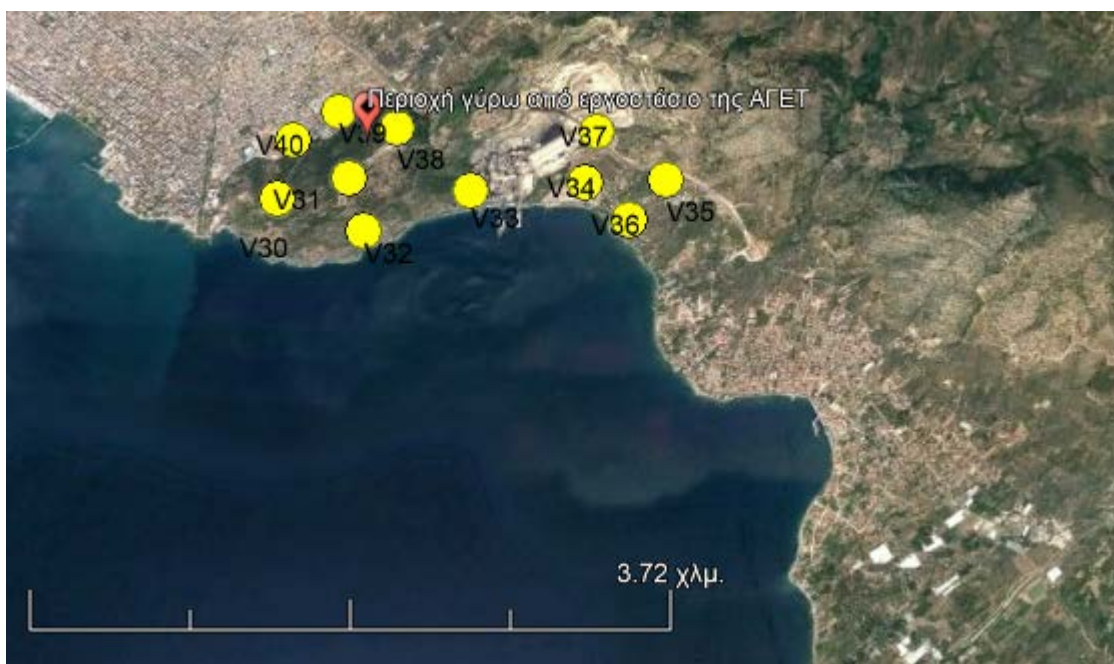 Περιοχή γύρω από εργοστάσιο της ΑΓΕΤ
V40
V39
V38
V37
V31
V33
V34
V35
V30
V32
V36
3.72 χλμ.